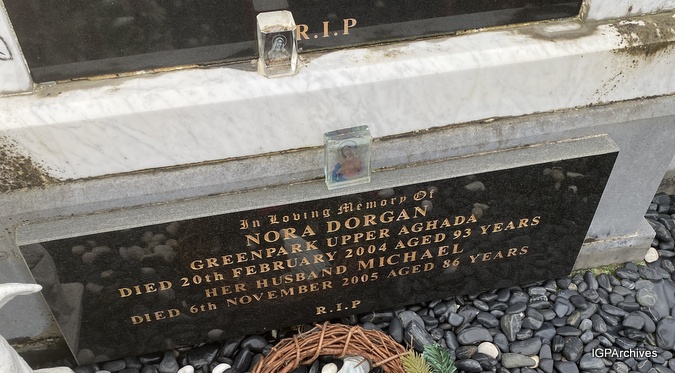 R.I.P
In Loving Memory Of
NORA DORGAN
GREENPARK UPPER AGHADA
DIED 20th FEBRUARY 2004 AGED 93 YEARS
HER HUSBAND MICHAEL
DIED 6th NOVEMBER 2005 AGED 86 YEARS
R.I.P
IGPArchives